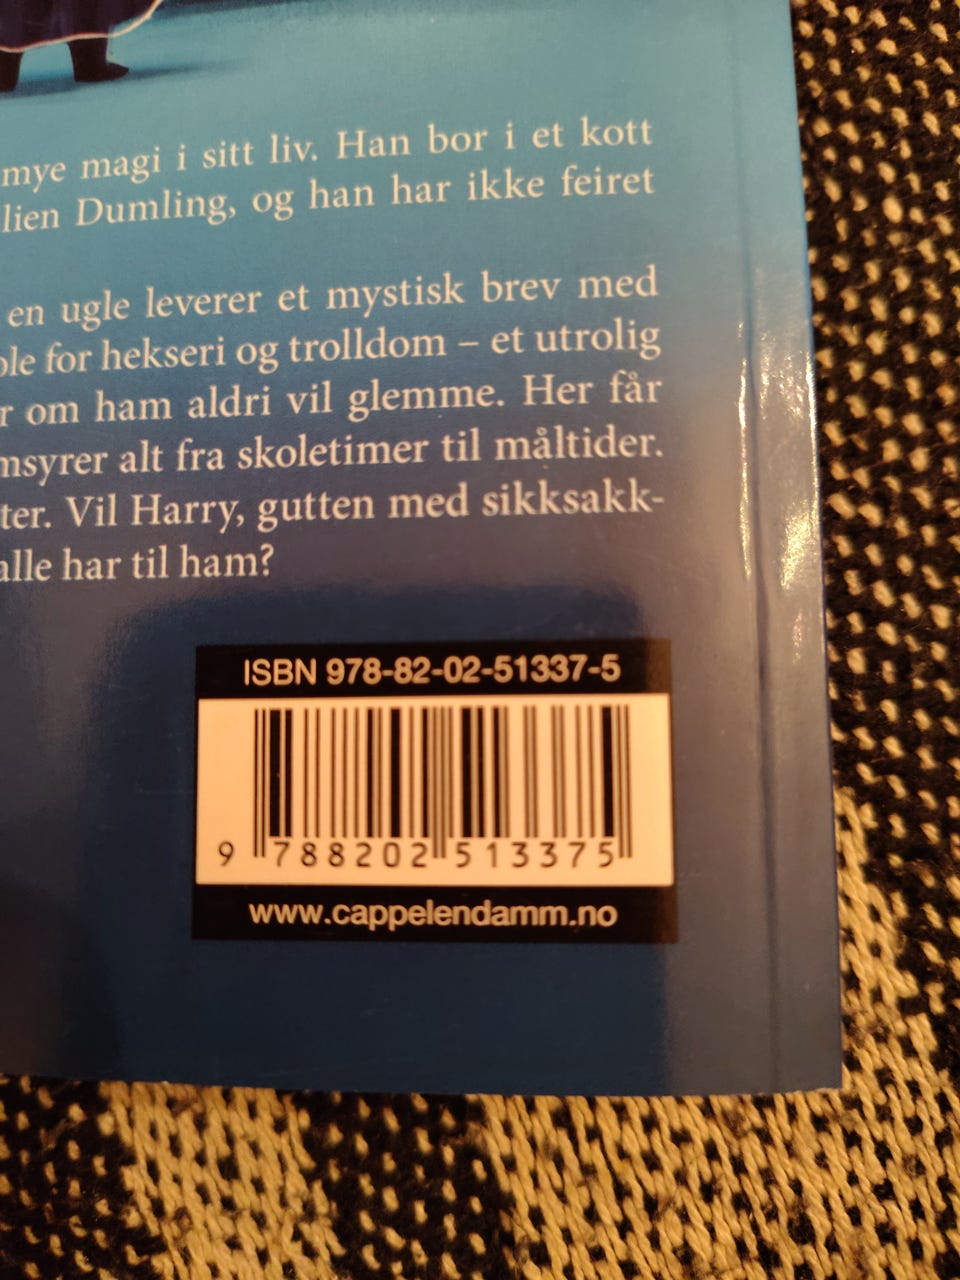 mye magi i sitt liv. Han bor i et kott
lien Dumling, og han har ikke feiret
en ugle leverer et mystisk brev med
ole for hekseri og trolldom – et utrolig
r om ham aldri vil glemme. Her får
msyrer alt fra skoletimer til måltider.
ter. Vil Harry, gutten med sikksakk-
alle har til ham?
ISBN 978-82-02-51337-5
9 788202 513375
www.cappelendamm.no